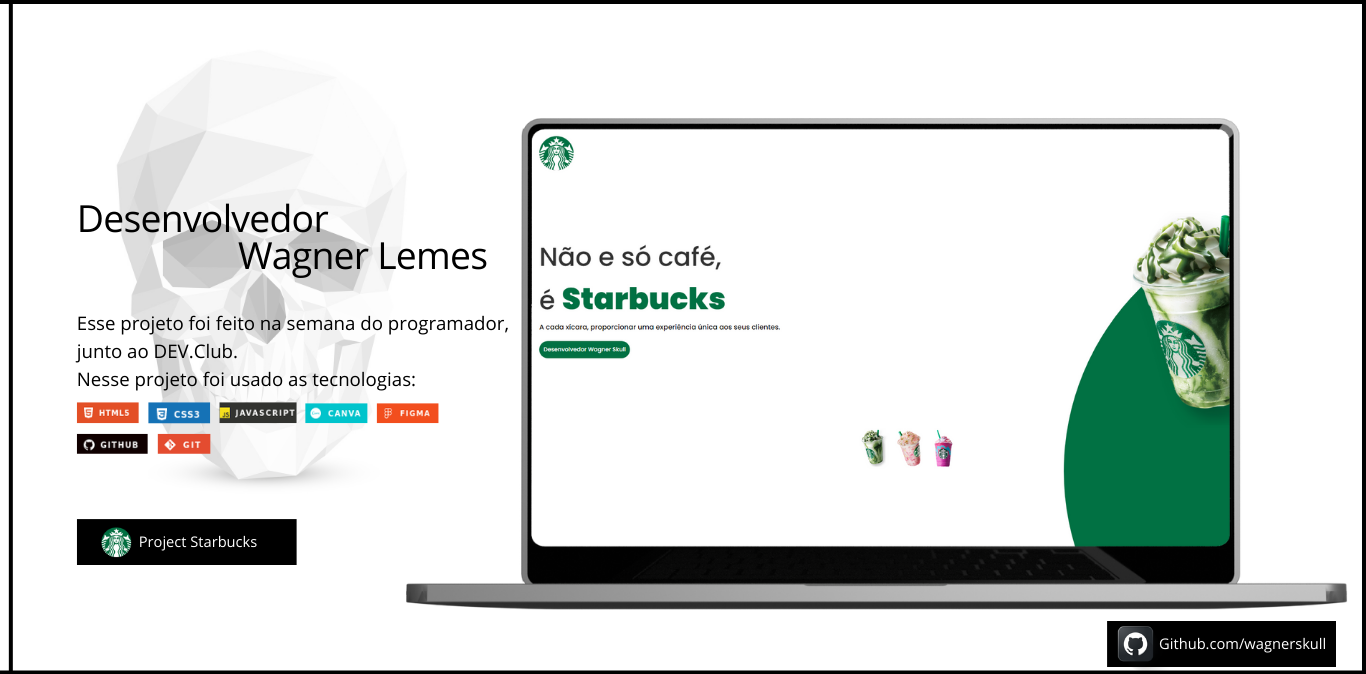 Desenvolvedor
Wagner Lemes
Esse projeto foi feito na semana do programador,
junto ao DEV.Club.
Nesse projeto foi usado as tecnologias:
HTML5 CSS3 JS JAVASCRIPT CANVA FIGMA
GITHUB GIT
Project Starbucks
Não e só café,
é Starbucks
A cada xícara, proporcionar uma experiência única aos seus clientes.
Desenvalvedor Wagner Skull
Github.com/wagnerskull